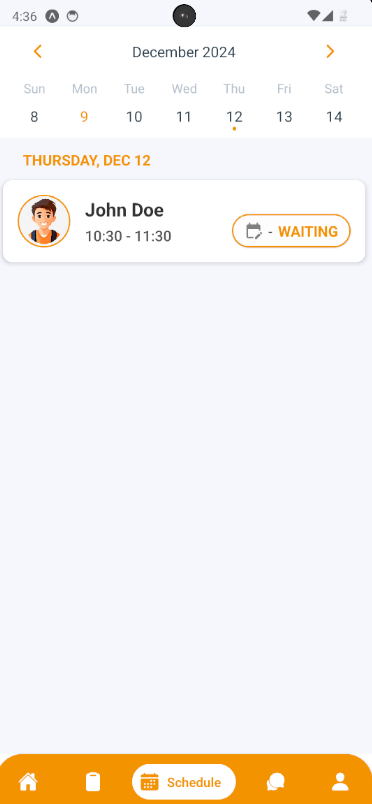 4:36
December 2024
Sun Mon Tue Wed Thu Fri Sat
8 9 10 11 12 13 14
THURSDAY, DEC 12
John Doe
10:30 - 11:30
- WAITING
Schedule